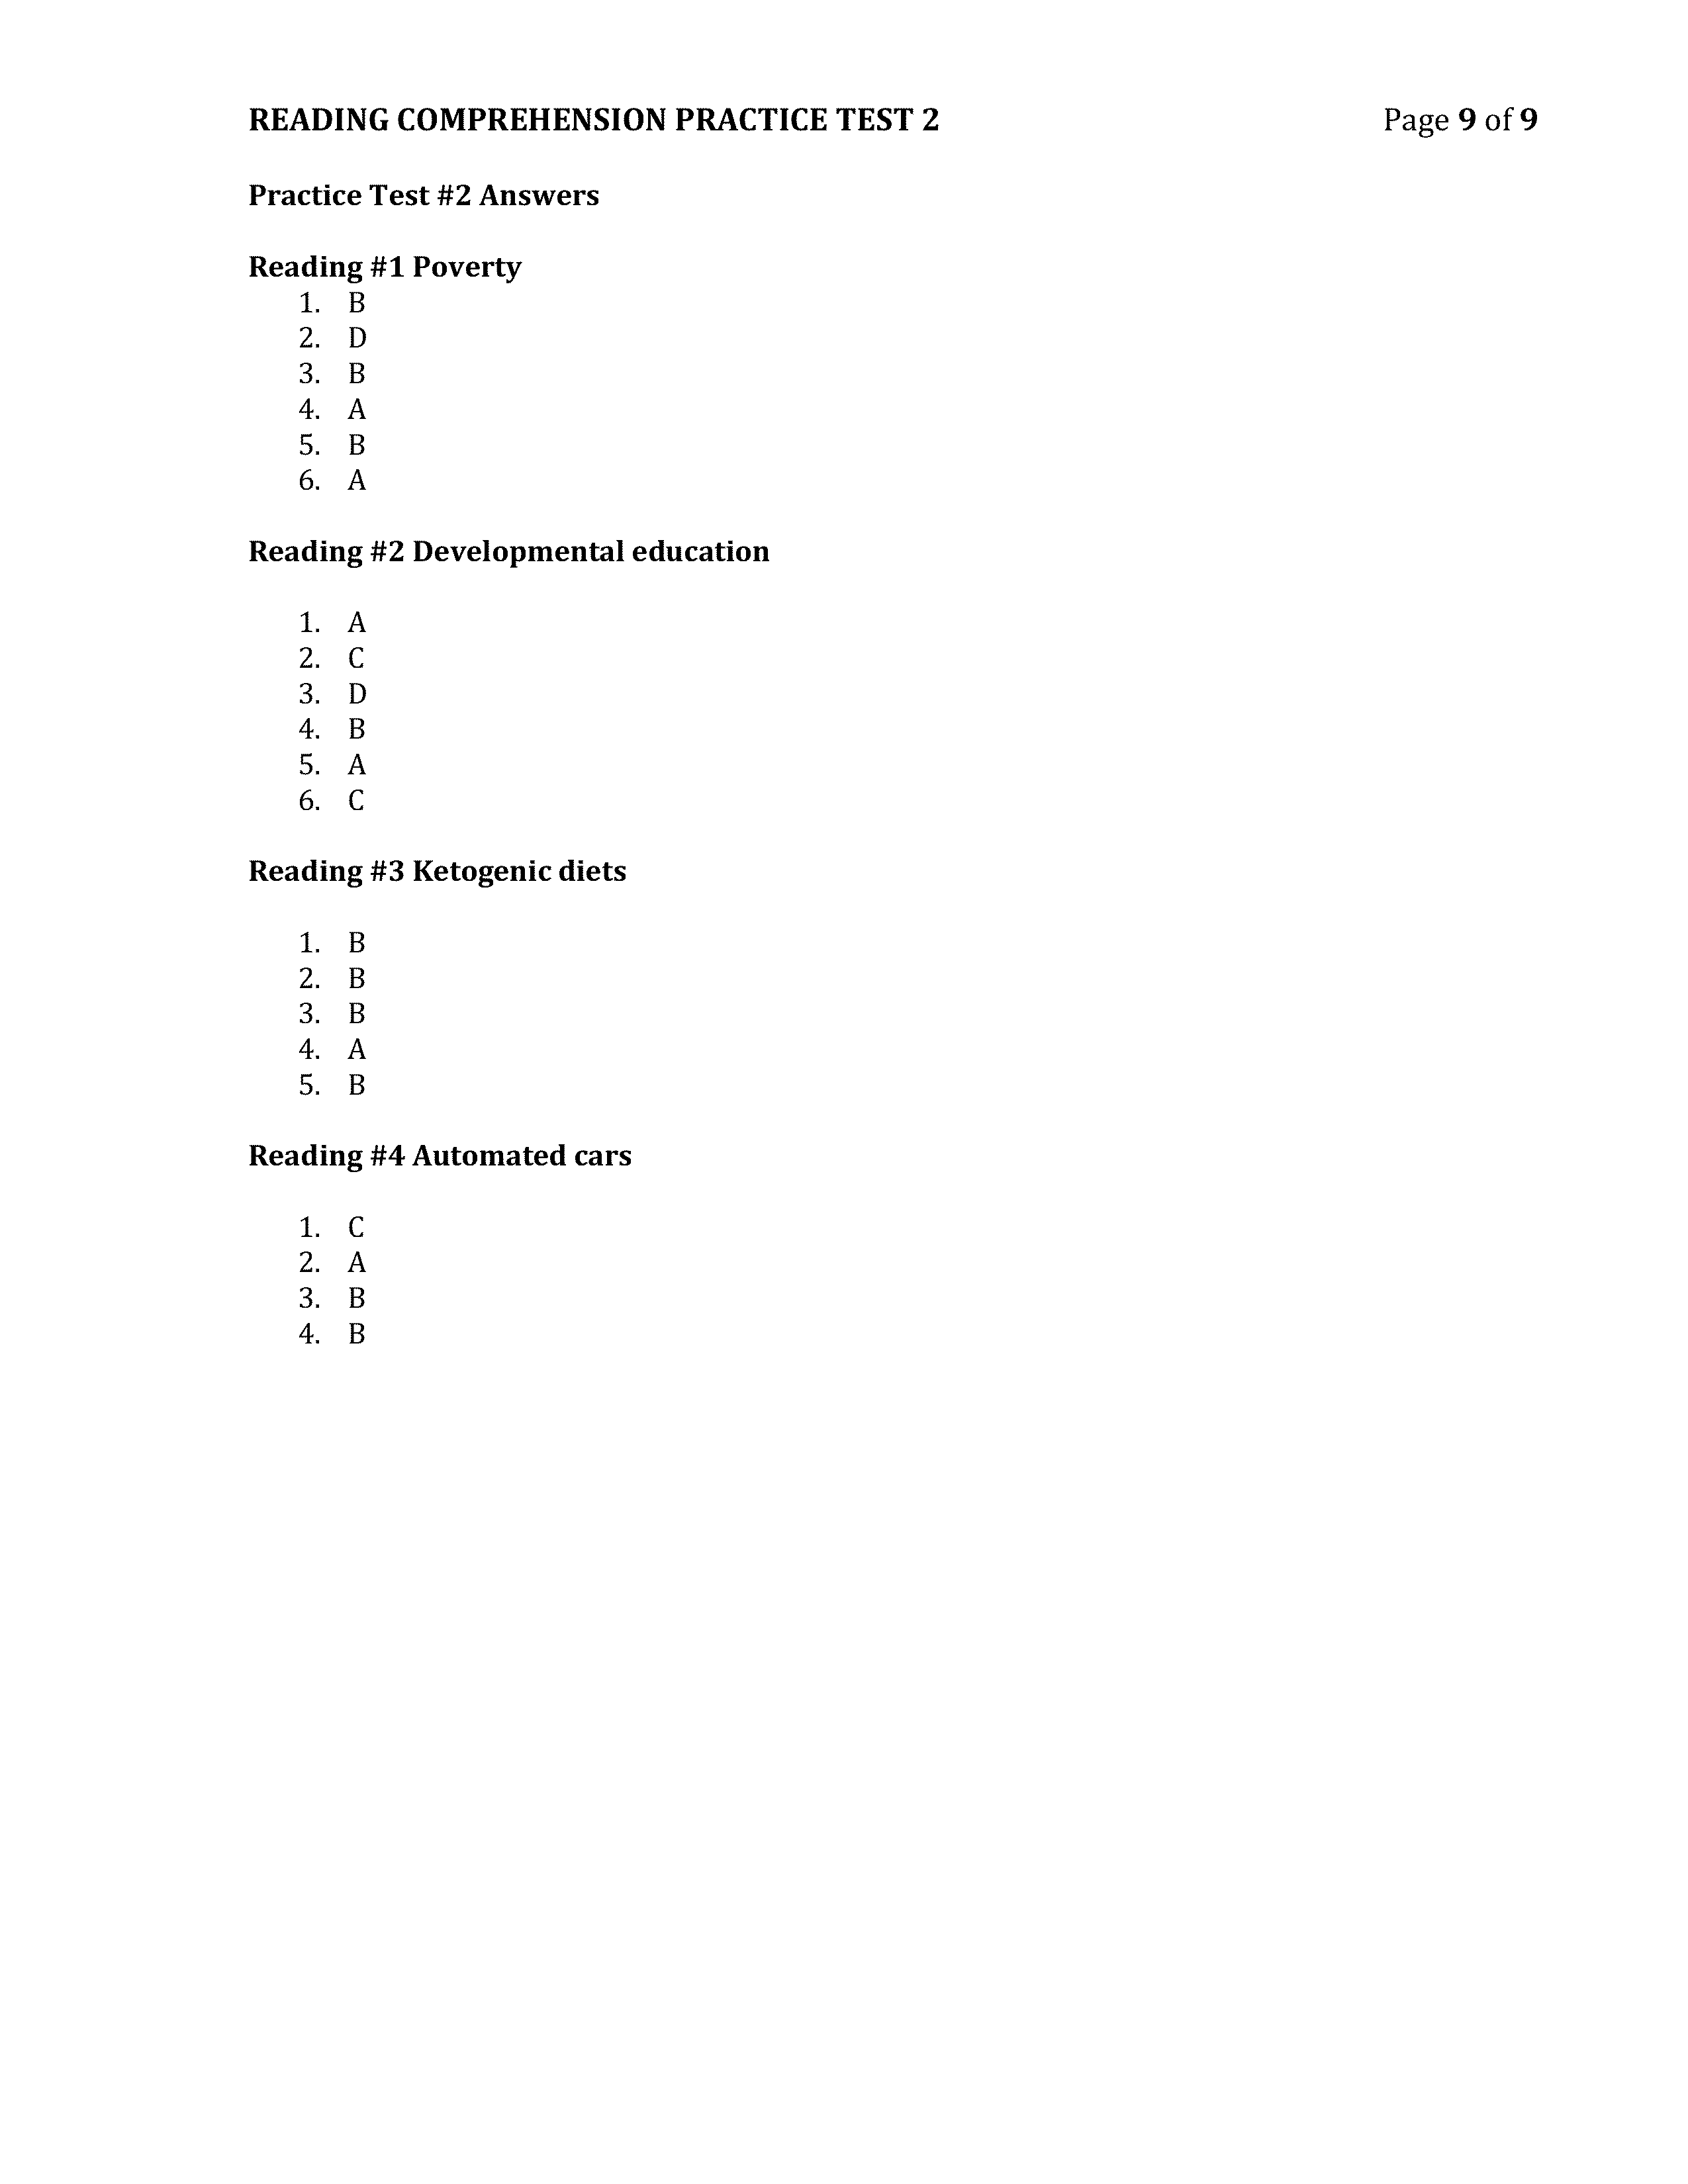 READING COMPREHENSION PRACTICE TEST 2 Page 9 of 9
Practice Test #2 Answers
Reading #1 Poverty
1. B
2. D
3. B
4. A
5. B
6. A
Reading #2 Developmental education
1. A
2. C
3. D
4. B
5. A
6. C
Reading #3 Ketogenic diets
1. B
2. B
3. B
4. A
5. B
Reading #4 Automated cars
1. C
2. A
3. B
4. B